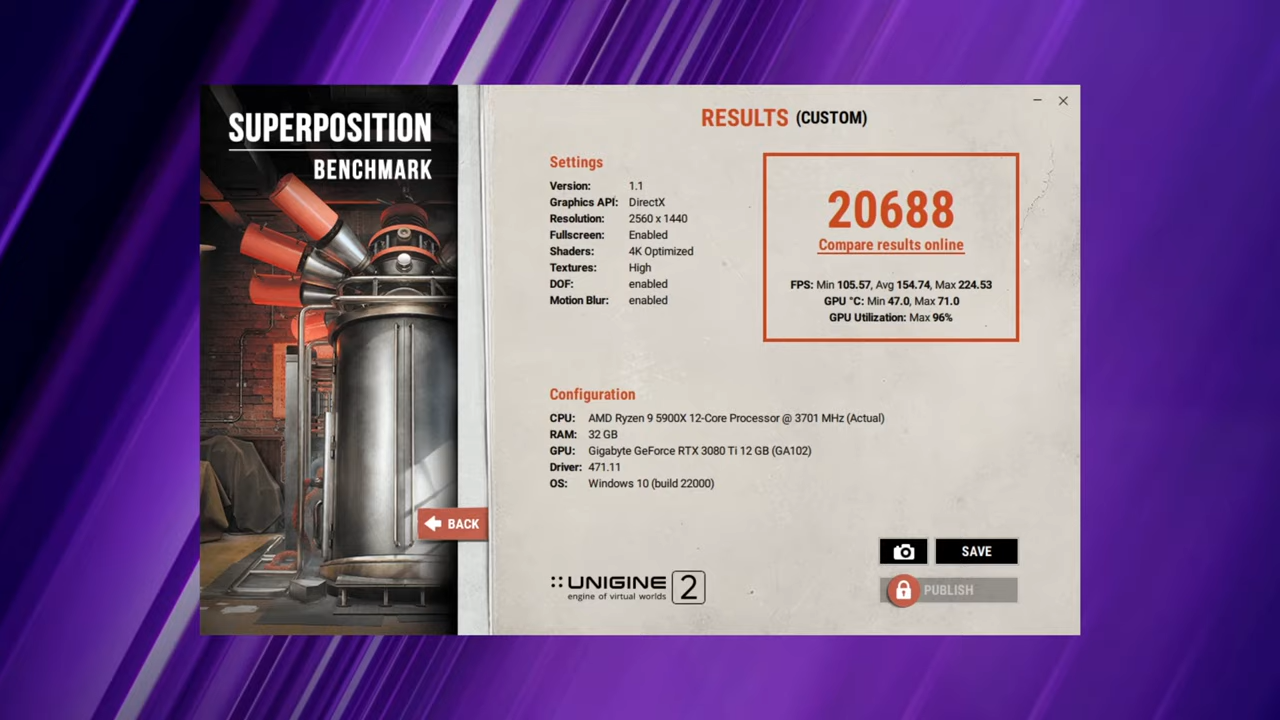 SUPERPOSITION
BENCHMARK
RESULTS (CUSTOM)
Settings
Version: 1.1
Graphics API: DirectX
Resolution: 2560 x 1440
Fullscreen: Enabled
Shaders: 4K Optimized
Textures: High
DOF: enabled
Motion Blur: enabled
20688
Compare results online
FPS: Min 105.57, Avg 154.74, Max 224.53
GPU °C: Min 47.0, Max 71.0
GPU Utilization: Max 96%
Configuration
CPU: AMD Ryzen 9 5900X 12-Core Processor @ 3701 MHz (Actual)
RAM: 32 GB
GPU: Gigabyte GeForce RTX 3080 Ti 12 GB (GA102)
Driver: 471.11
OS: Windows 10 (build 22000)
BACK
SAVE
PUBLISH
UNIGINE 2
engine of virtual worlds